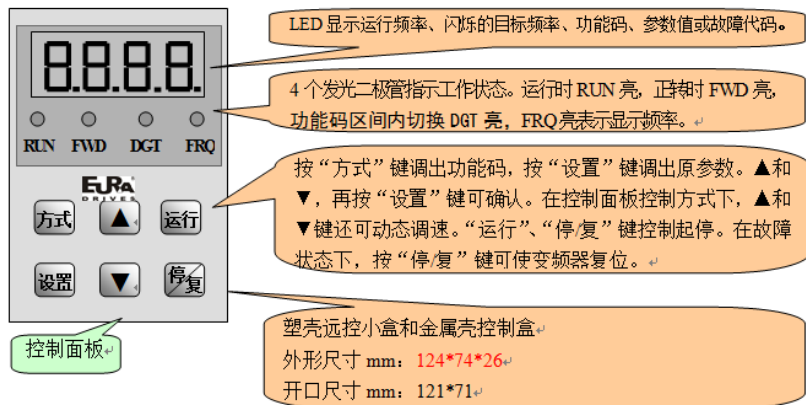 LED 显示运行频率、闪烁的目标频率、功能码、参数值或故障代码。
8.8.8.8.
4 个发光二极管指示工作状态。运行时 RUN 亮，正转时 FWD 亮，
功能码区间内切换 DGT 亮，FRQ 亮表示显示频率。
RUN FWD DGT FRQ
EURA
DRIVES
按“方式”键调出功能码，按“设置”键调出原参数。▲和
▼，再按“设置”键可确认。在控制面板控制方式下，▲和
▼键还可动态调速。“运行”、“停/复”键控制起停。在故障
状态下，按“停/复”键可使变频器复位。
方式 ▲ 运行
设置 ▼ 停/复
控制面板
塑壳远控小盒和金属壳控制盒
外形尺寸 mm：124*74*26
开口尺寸 mm：121*71